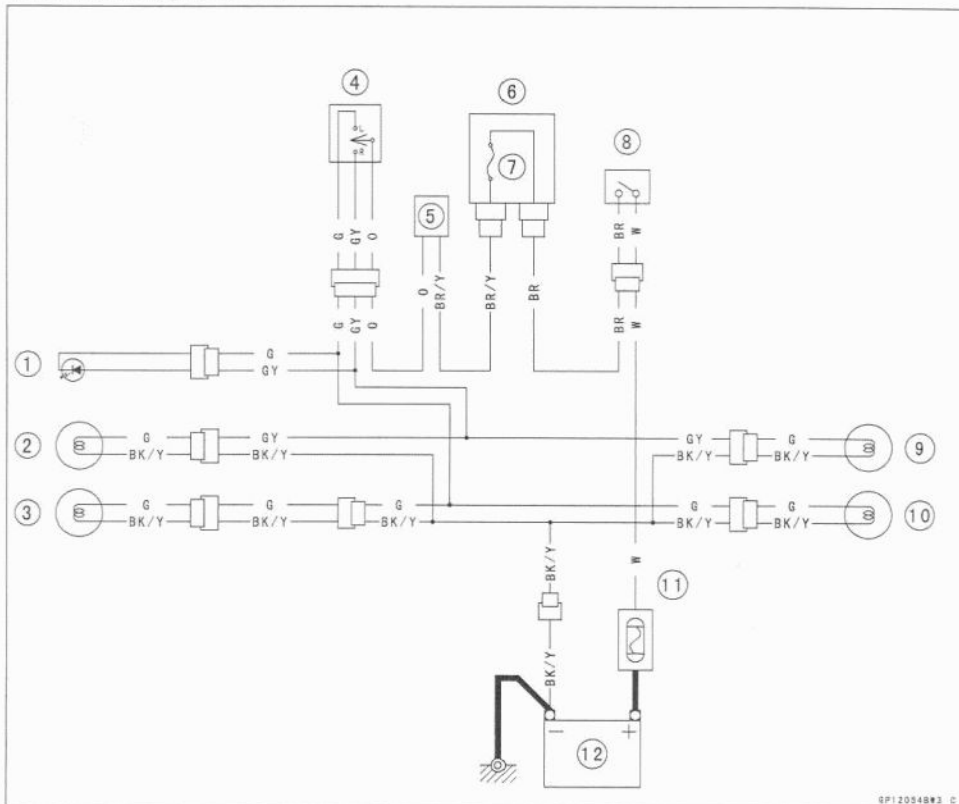 4
6
8
L
R
7
5
G GY O
BR W
O BR/Y
BR/Y BR
G GY O
BR W
1
G
GY
2
G GY GY G
BK/Y BK/Y BK/Y BK/Y
9
3
G G G G G
BK/Y BK/Y BK/Y BK/Y BK/Y
10
BK/Y
W
11
BK/Y
− +
12
GP12054BW3 C